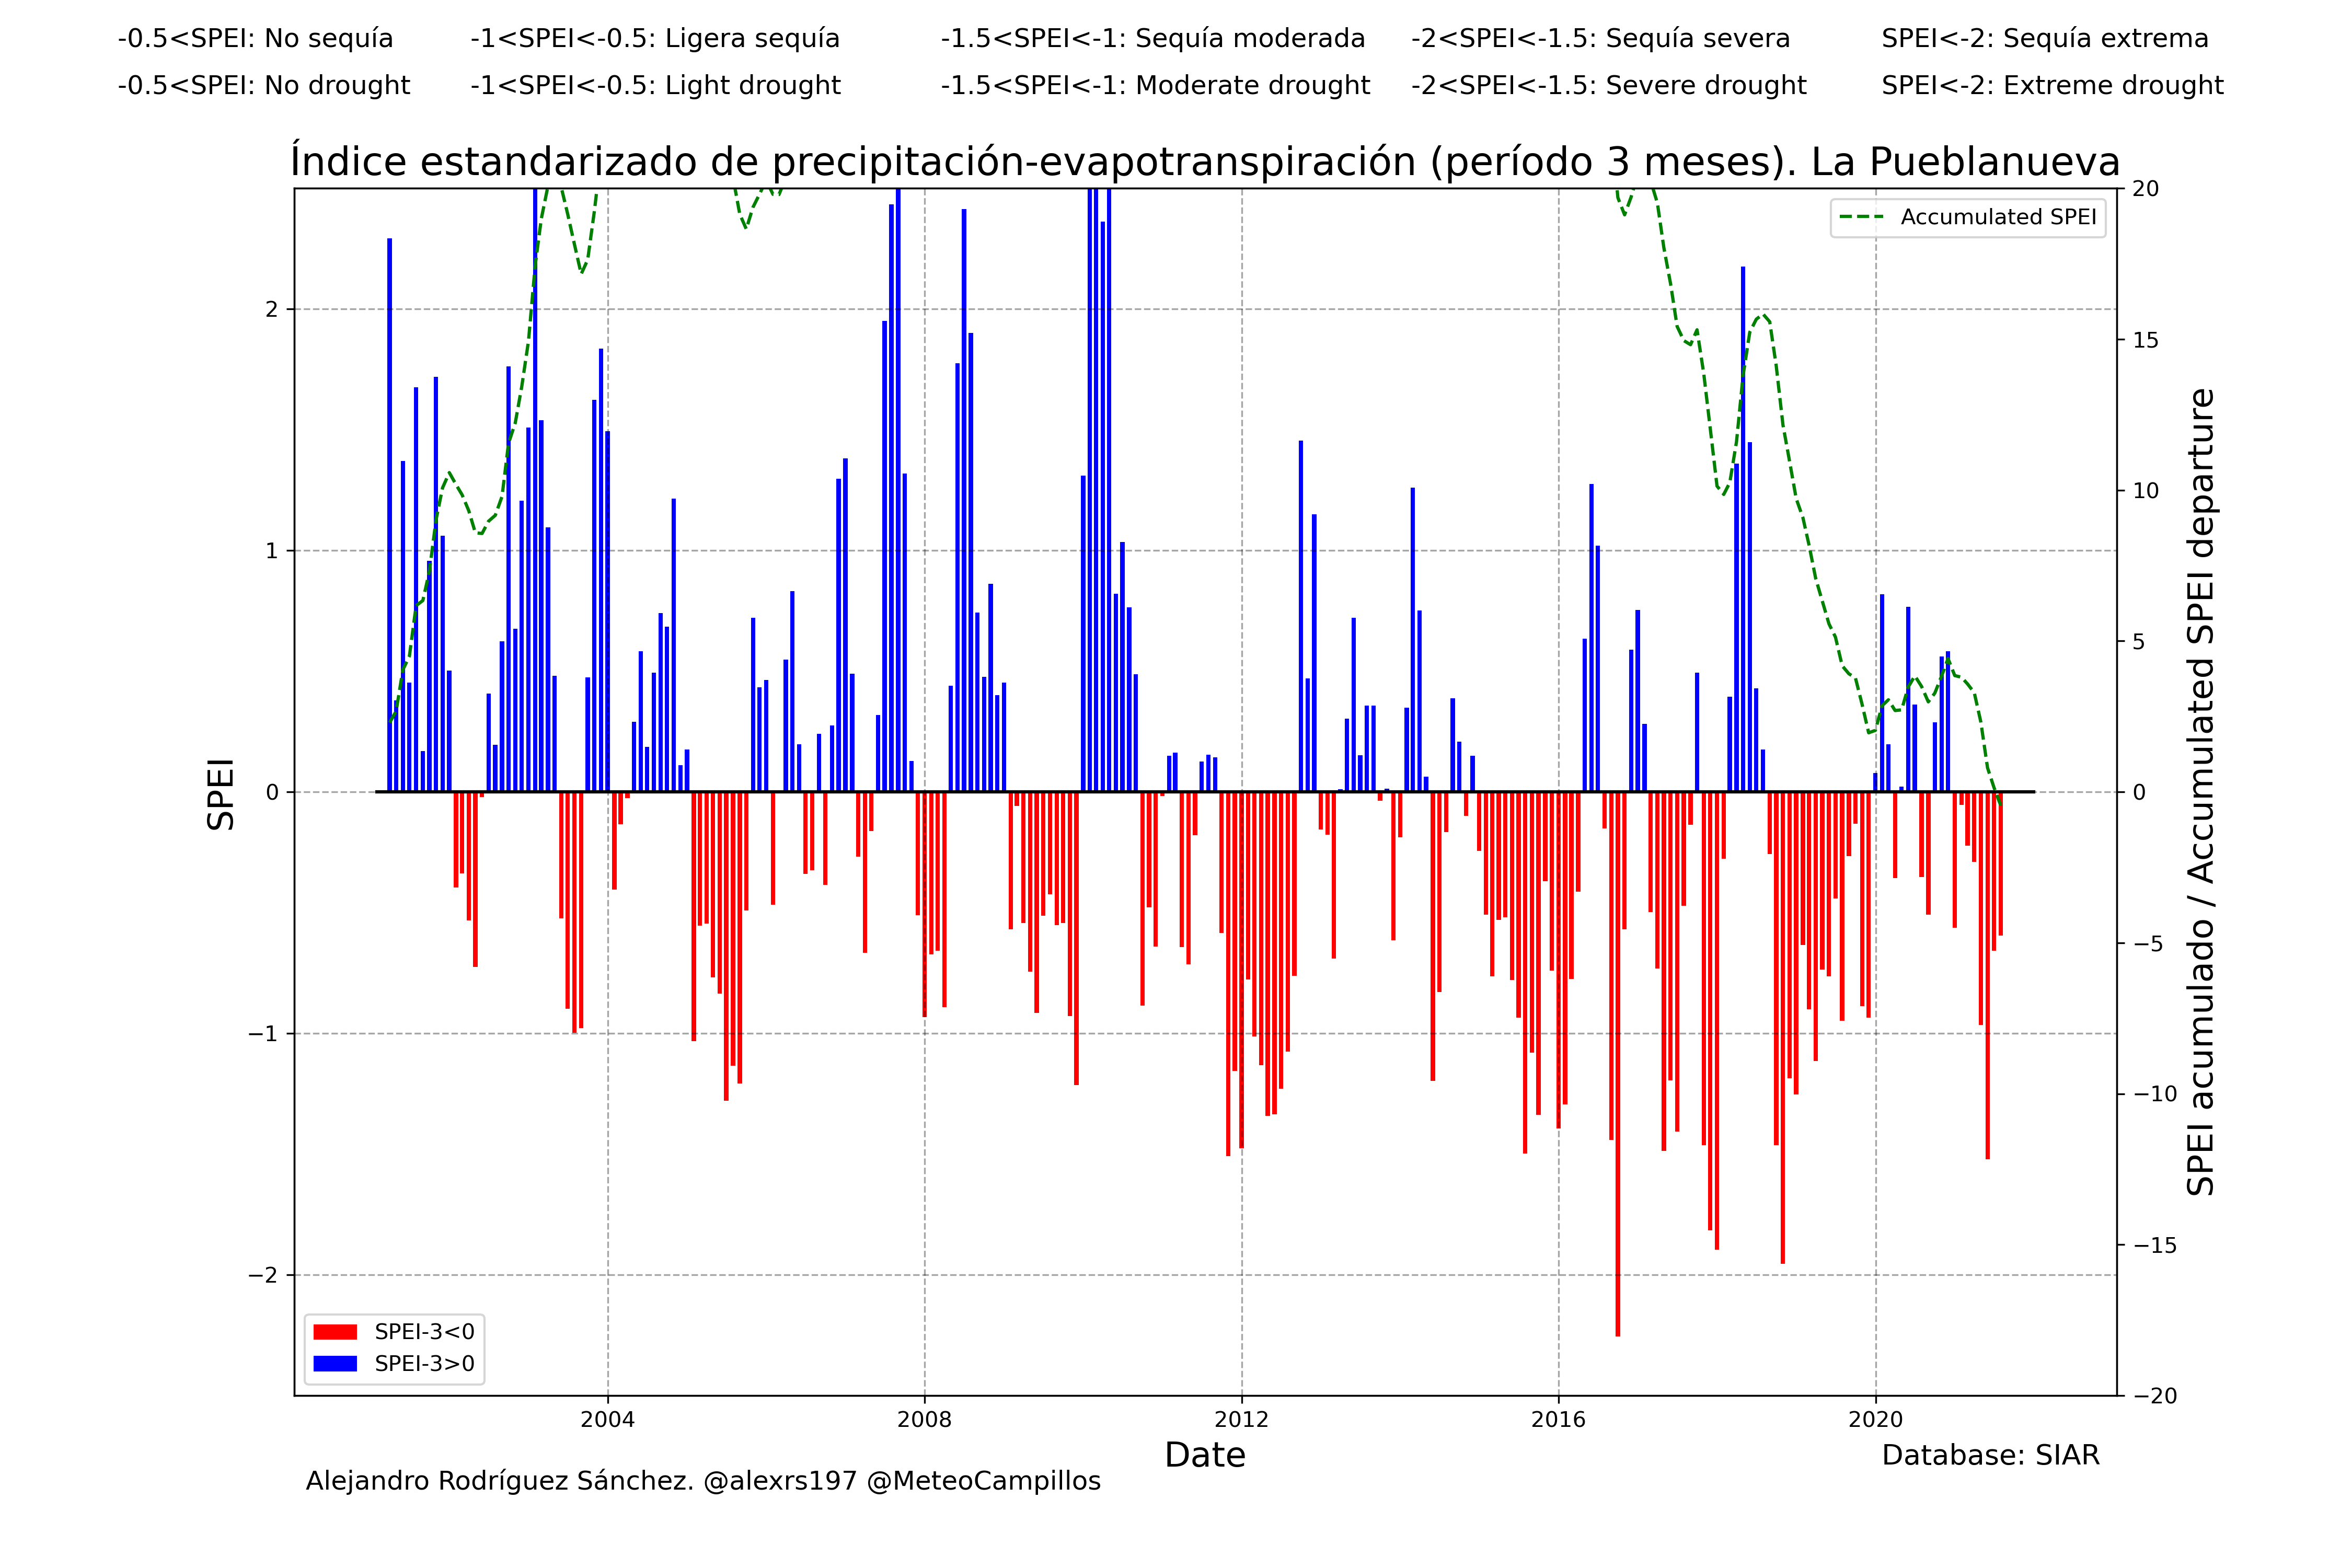 -0.5<SPEI: No sequía
-1<SPEI<-0.5: Ligera sequía
-1.5<SPEI<-1: Sequía moderada
-2<SPEI<-1.5: Sequía severa
SPEI<-2: Sequía extrema
-0.5<SPEI: No drought
-1<SPEI<-0.5: Light drought
-1.5<SPEI<-1: Moderate drought
-2<SPEI<-1.5: Severe drought
SPEI<-2: Extreme drought
Índice estandarizado de precipitación-evapotranspiración (período 3 meses). La Pueblanueva
Accumulated SPEI
2
1
0
−1
−2
SPEI
20
15
10
5
0
−5
−10
−15
−20
SPEI acumulado / Accumulated SPEI departure
SPEI-3<0
SPEI-3>0
2004
2008
2012
2016
2020
Date
Database: SIAR
Alejandro Rodríguez Sánchez. @alexrs197 @MeteoCampillos